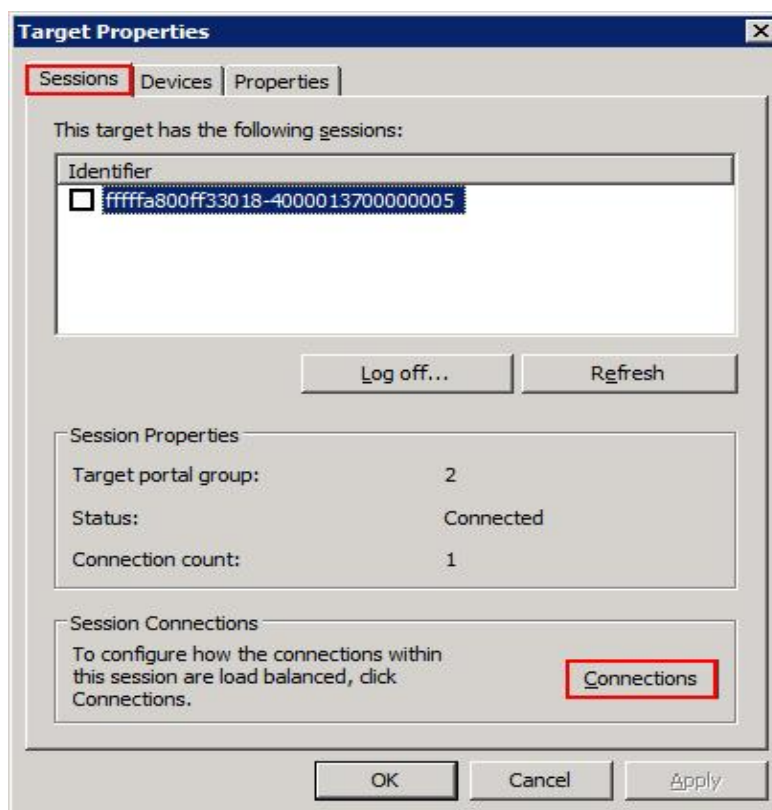 Target Properties
Sessions Devices Properties
This target has the following sessions:
Identifier
fffffa800ff33018-4000013700000005
Log off... Refresh
Session Properties
Target portal group: 2
Status: Connected
Connection count: 1
Session Connections
To configure how the connections within
this session are load balanced, click
Connections.
Connections
OK Cancel Apply